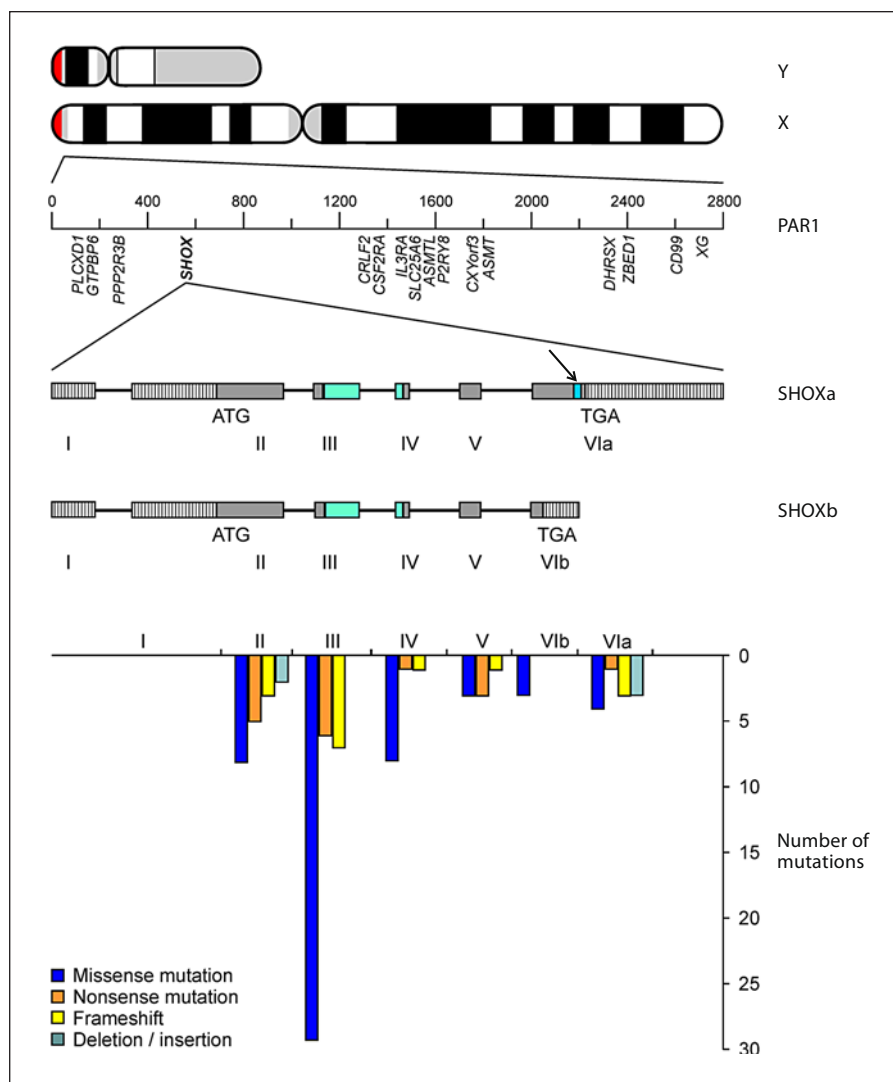 Y
X
0 400 800 1200 1600 2000 2400 2800
PAR1
PLCXD1
GTPBP6
PPP2R3B
SHOX
CRLF2
CSF2RA
IL3RA
SLC25A6
ASMTL
P2RY8
CXYorf3
ASMT
DHRSX
ZBED1
CD99
XG
SHOXa
ATG TGA
I II III IV V VIa
SHOXb
ATG TGA
I II III IV V VIb
I II III IV V VIb VIa
0
5
10
Number of
mutations
15
20
25
30
Missense mutation
Nonsense mutation
Frameshift
Deletion / insertion